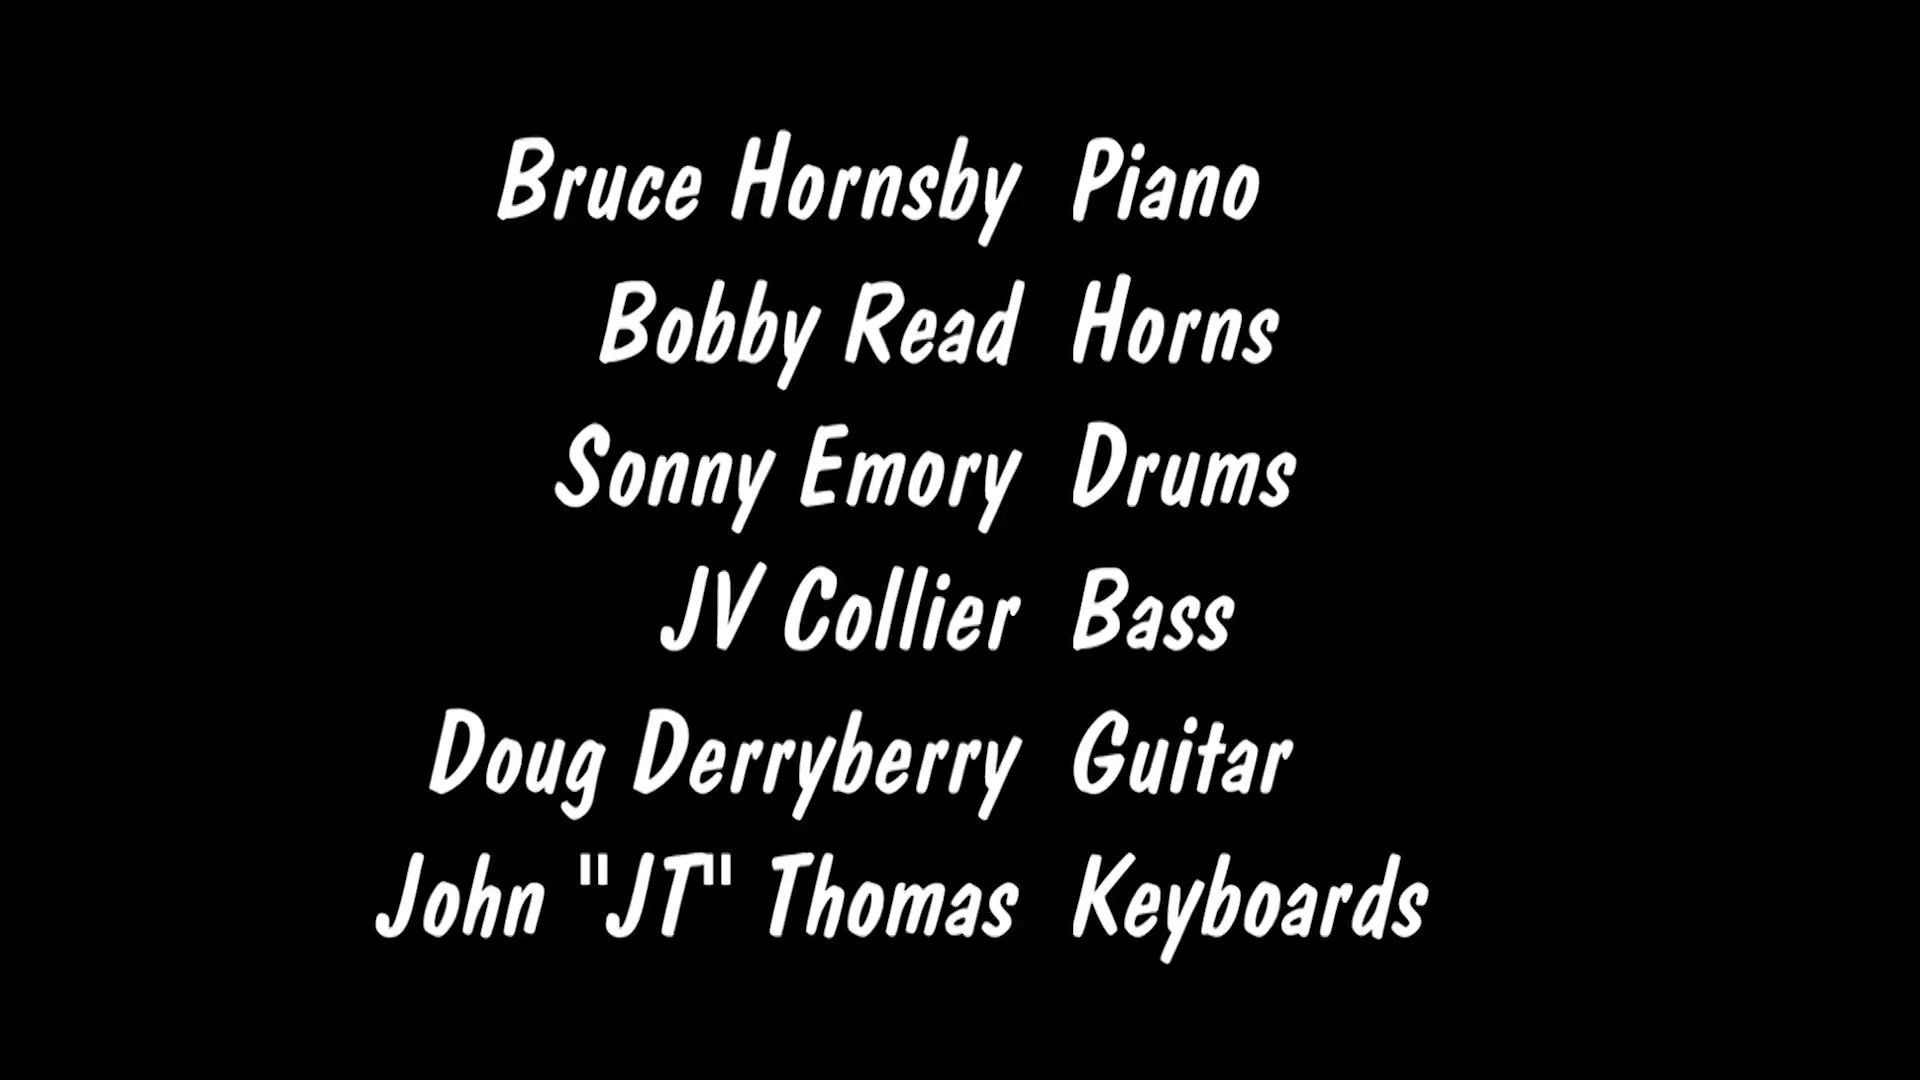 Bruce Hornsby Piano
Bobby Read Horns
Sonny Emory Drums
JV Collier Bass
Doug Derryberry Guitar
John "JT" Thomas Keyboards